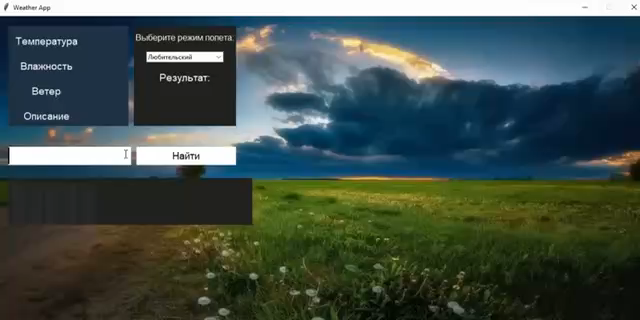 Weather App
Температура
Влажность
Ветер
Описание
Выберите режим полета:
Любительский
Результат:
Найти